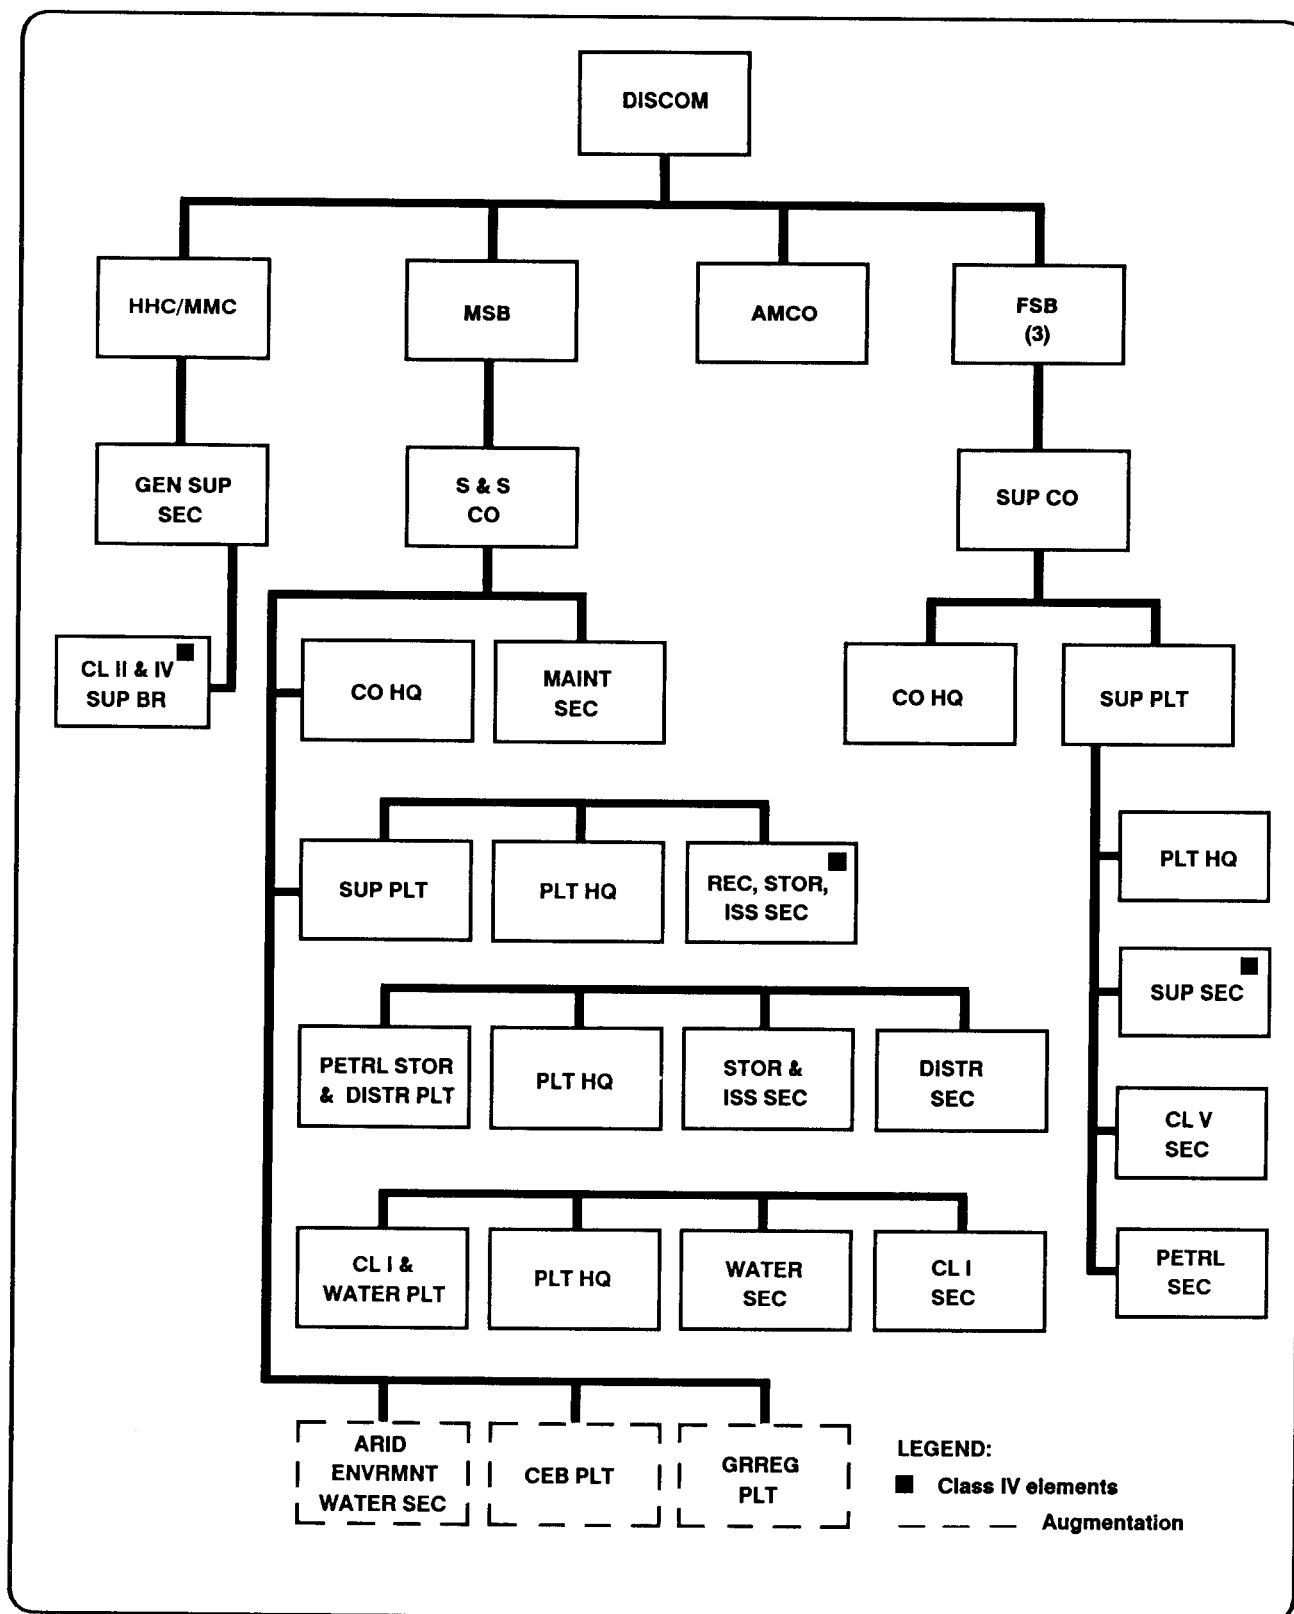 DISCOM
HHC/MMC
MSB
AMCO
FSB
(3)
GEN SUP
SEC
S & S
CO
SUP CO
CL II & IV
SUP BR
CO HQ
MAINT
SEC
CO HQ
SUP PLT
SUP PLT
PLT HQ
REC, STOR,
ISS SEC
PLT HQ
SUP SEC
PETRL STOR
& DISTR PLT
PLT HQ
STOR &
ISS SEC
DISTR
SEC
CL V
SEC
CL I &
WATER PLT
PLT HQ
WATER
SEC
CL I
SEC
PETRL
SEC
ARID
ENVRMNT
WATER SEC
CEB PLT
GRREG
PLT
LEGEND:
Class IV elements
Augmentation